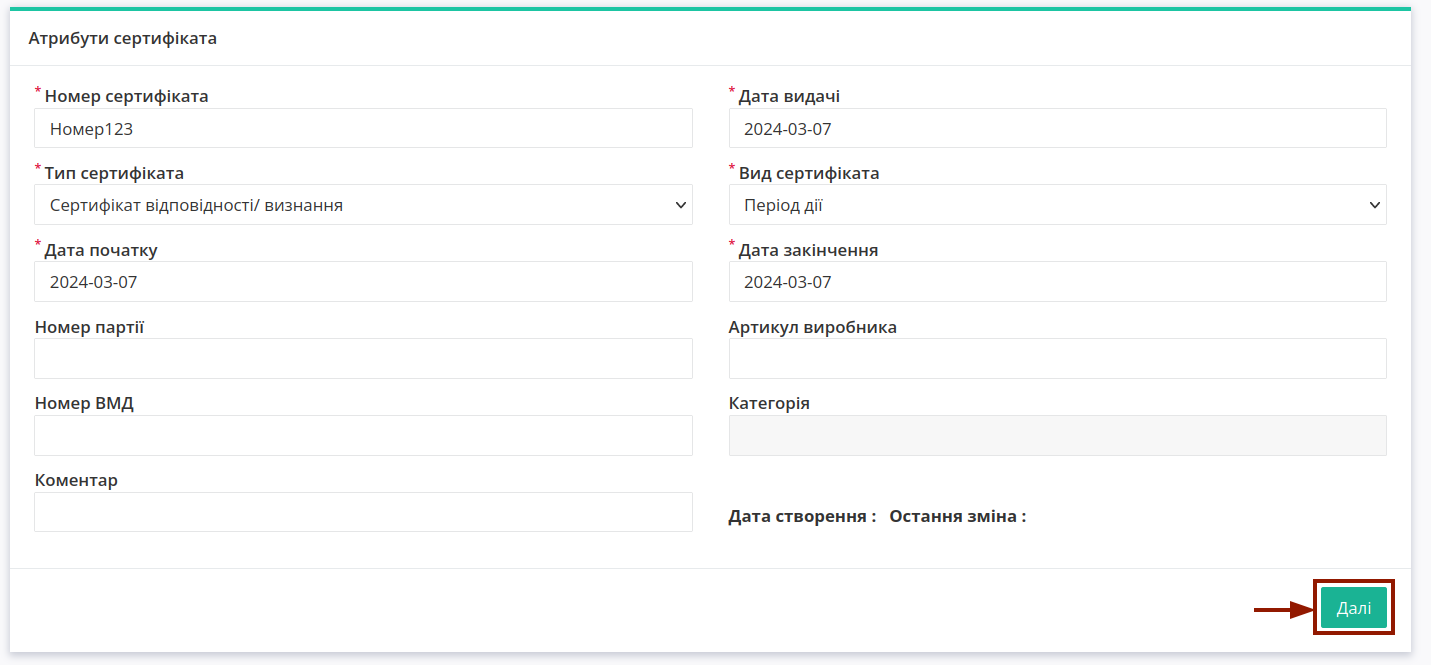 Атрибути сертифіката
* Номер сертифіката
Номер123
* Дата видачі
2024-03-07
* Тип сертифіката
Сертифікат відповідності/ визнання
* Вид сертифіката
Період дії
* Дата початку
2024-03-07
* Дата закінчення
2024-03-07
Номер партії
Артикул виробника
Номер ВМД
Категорія
Коментар
Дата створення : Остання зміна :
Далі